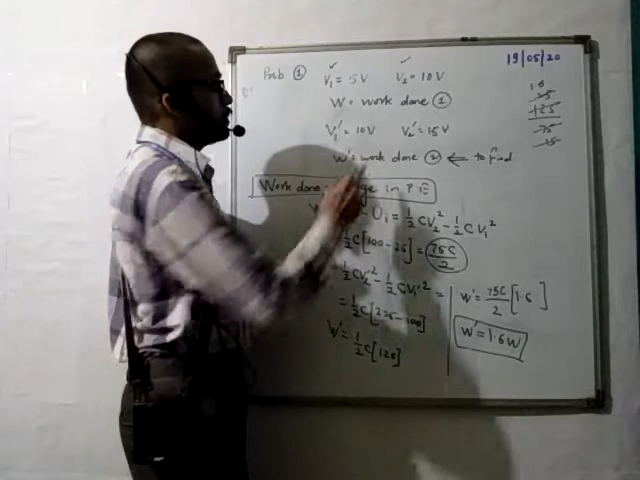 19/05/20
Prob ① V₁ = 5V V₂ = 10V
W = work done ①
V₁' = 10V V₂' = 15V
W' = work done ② ← to find
Work done in P.E
U₁ = ½CV₂² - ½CV₁²
½C[100-25] = 75C/2
½CV₂'² - ½CV₁'² =
= ½C[225-100]
W' = ½C[125]
W' = 75C/2 [1.6]
W' = 1.6W